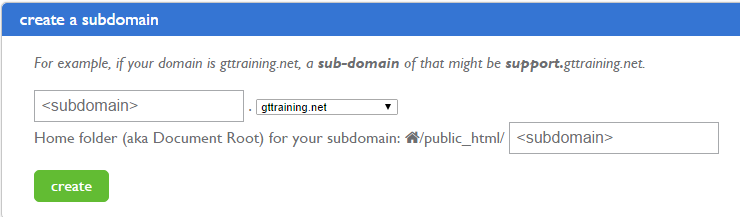 create a subdomain
For example, if your domain is gttraining.net, a sub-domain of that might be support.gttraining.net.
<subdomain> . gttraining.net
Home folder (aka Document Root) for your subdomain: /public_html/ <subdomain>
create